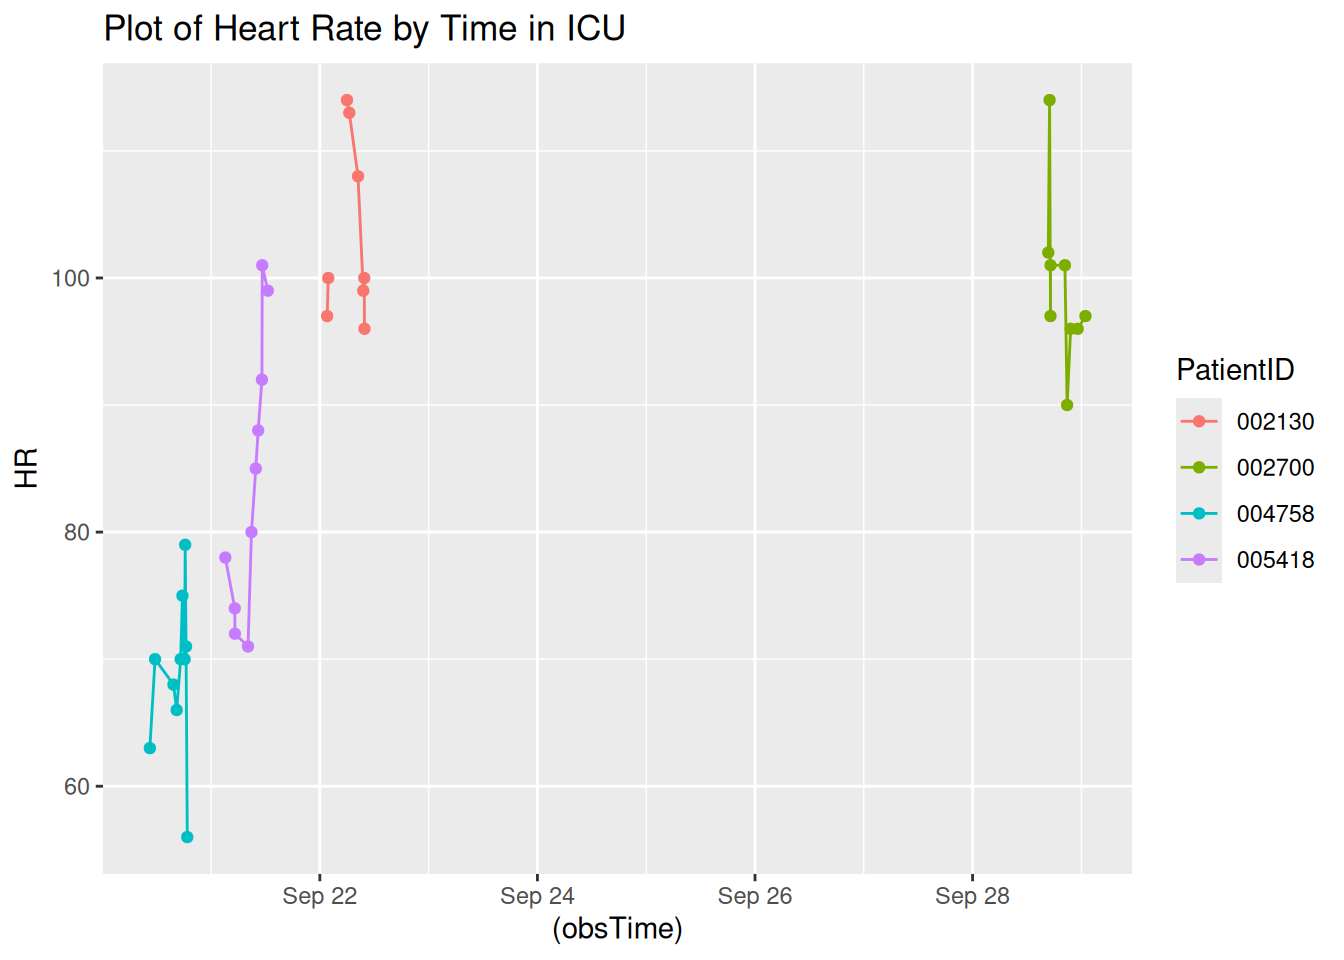 Plot of Heart Rate by Time in ICU
HR
100
80
60
Sep 22
Sep 24
Sep 26
Sep 28
(obsTime)
PatientID
002130
002700
004758
005418